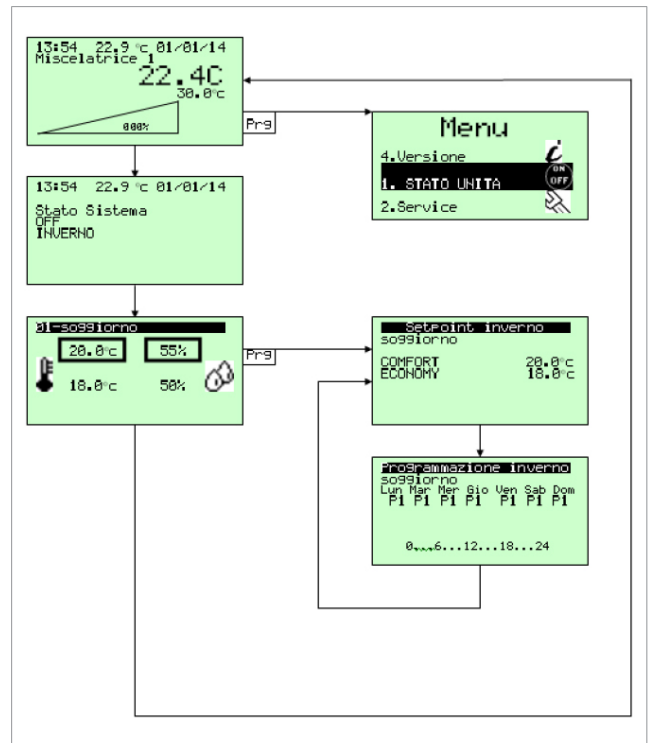 13:54 22.9 °c 01/01/14
Miscelatrice 1
22.4C
30.0°c
000%
Prg
Menu
4.Versione
1. STATO UNITA
ON
OFF
2.Service
13:54 22.9 °c 01/01/14
Stato Sistema
OFF
INVERNO
01-soggiorno
20.0°c 55%
18.0°c 50%
Prg
Setpoint inverno
soggiorno
COMFORT 20.0°c
ECONOMY 18.0°c
Programmazione inverno
soggiorno
Lun Mar Mer Gio Ven Sab Dom
P1 P1 P1 P1 P1 P1 P1
0...6...12...18...24